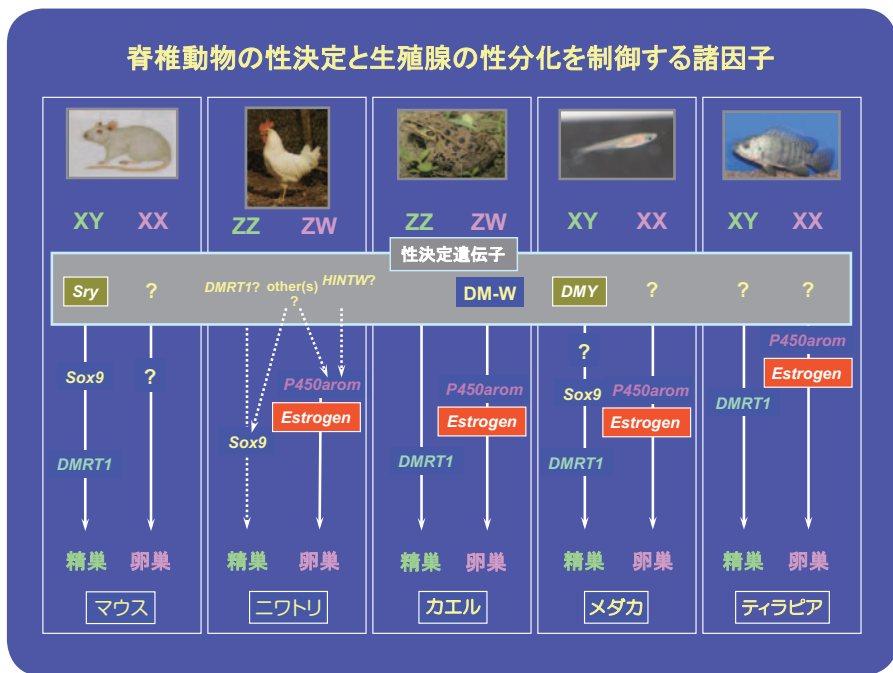 脊椎動物の性決定と生殖腺の性分化を制御する諸因子
XY XX ZZ ZW ZZ ZW XY XX XY XX
性決定遺伝子
Sry ? DMRT1? other(s) ? HINTW? DM-W DMY ? ? ?
Sox9 ? P450arom Estrogen Sox9
DMRT1
P450arom
Estrogen
DMRT1
?
Sox9
P450arom
Estrogen
DMRT1
P450arom
Estrogen
DMRT1
精巣 卵巣 精巣 卵巣 精巣 卵巣 精巣 卵巣 精巣 卵巣
マウス ニワトリ カエル メダカ ティラピア